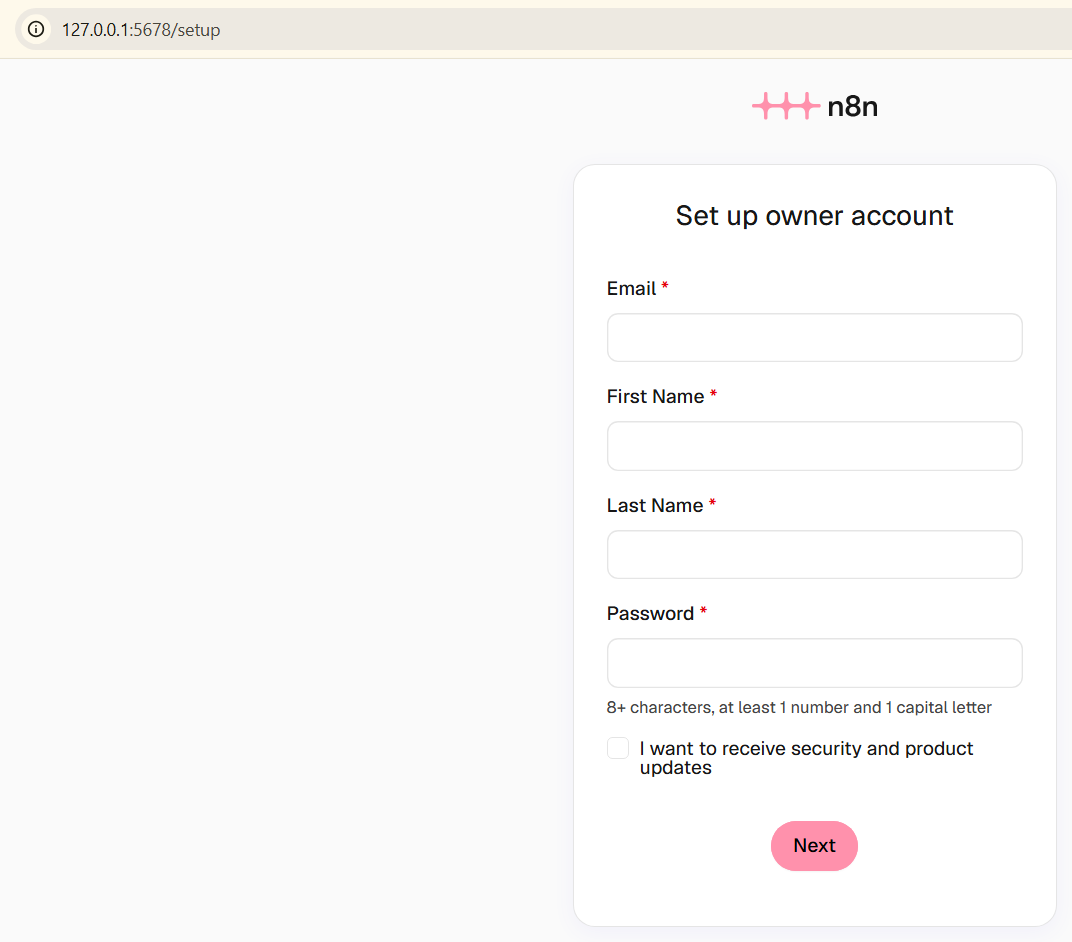 127.0.0.1:5678/setup
n8n
Set up owner account
Email *
First Name *
Last Name *
Password *
8+ characters, at least 1 number and 1 capital letter
I want to receive security and product
updates
Next